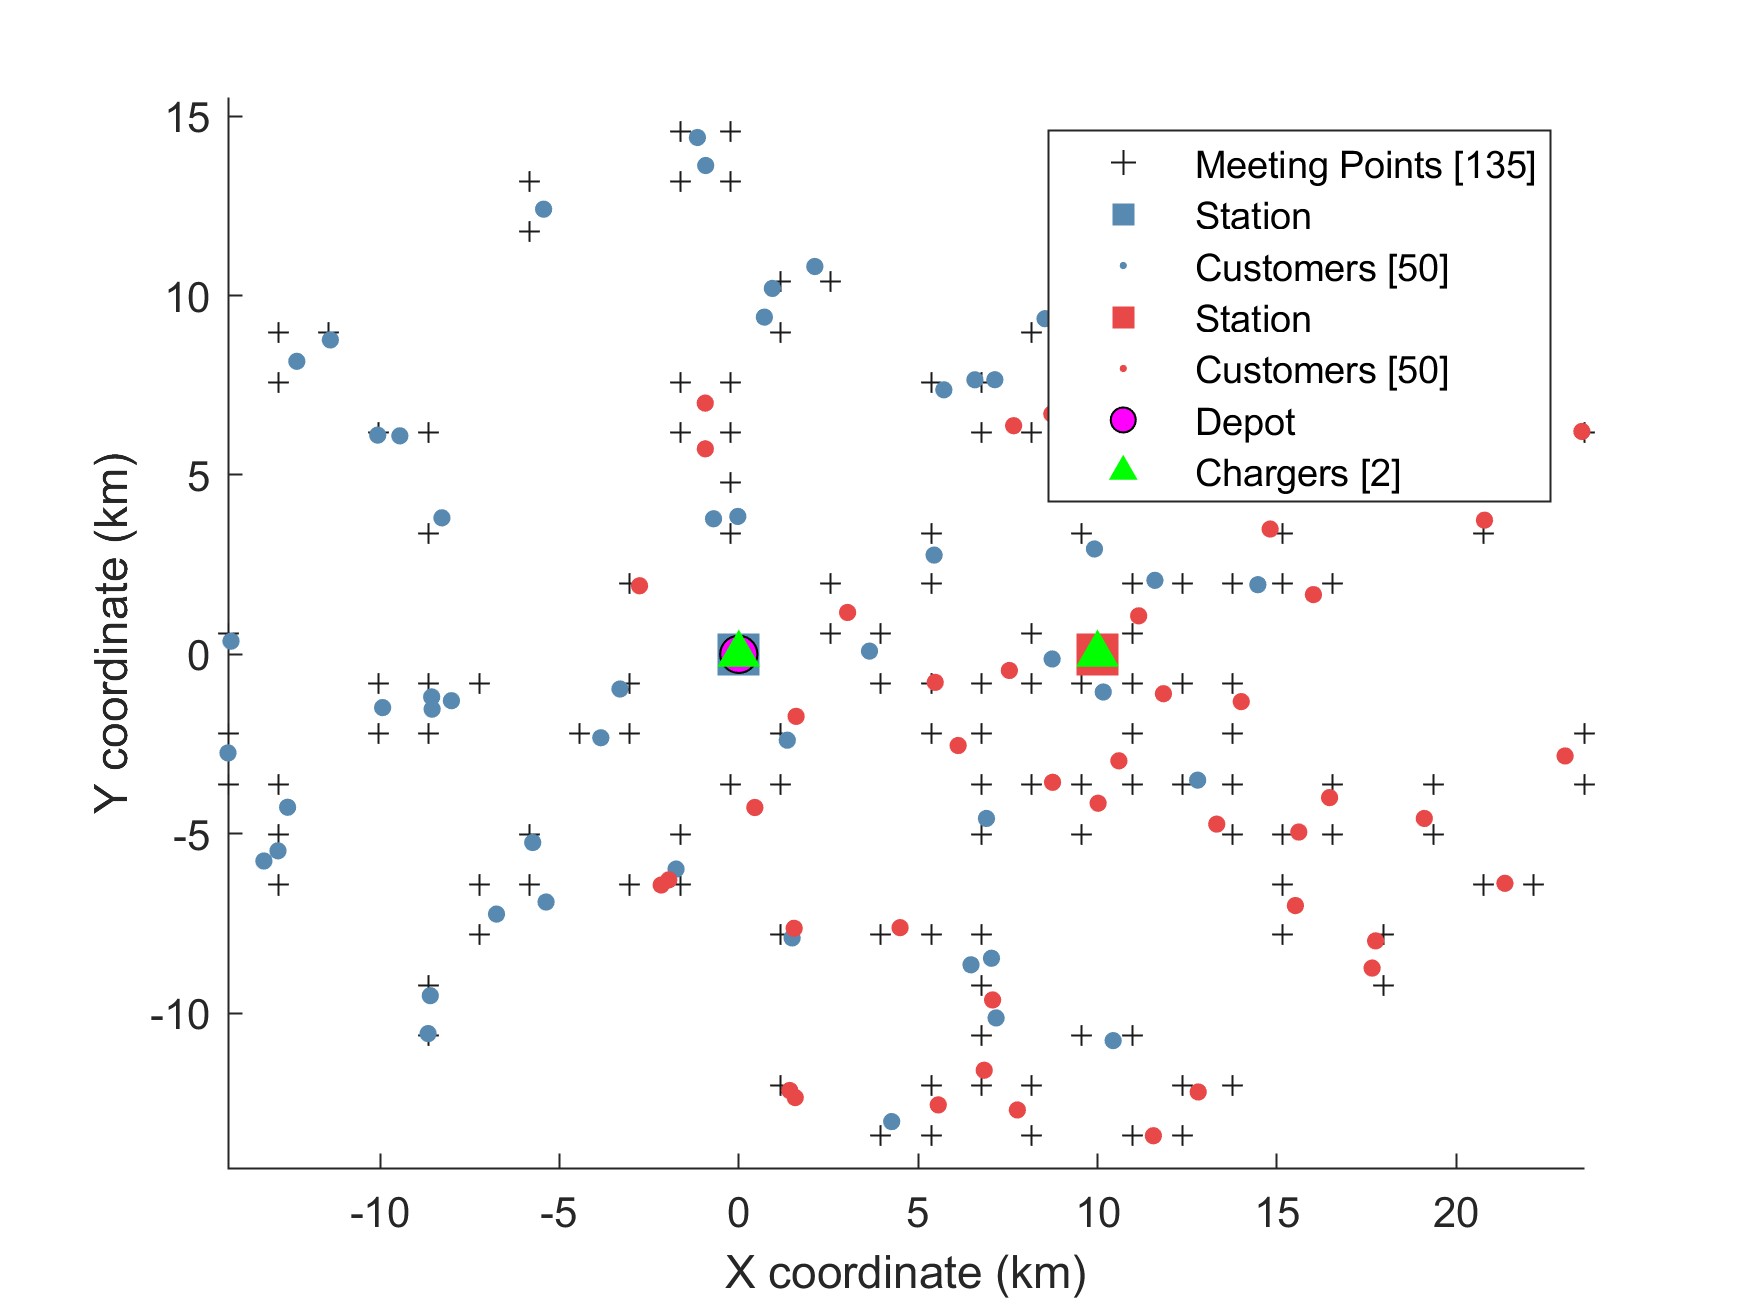 15
10
5
0
-5
-10
Y coordinate (km)
Meeting Points [135]
Station
Customers [50]
Station
Customers [50]
Depot
Chargers [2]
-10 -5 0 5 10 15 20
X coordinate (km)